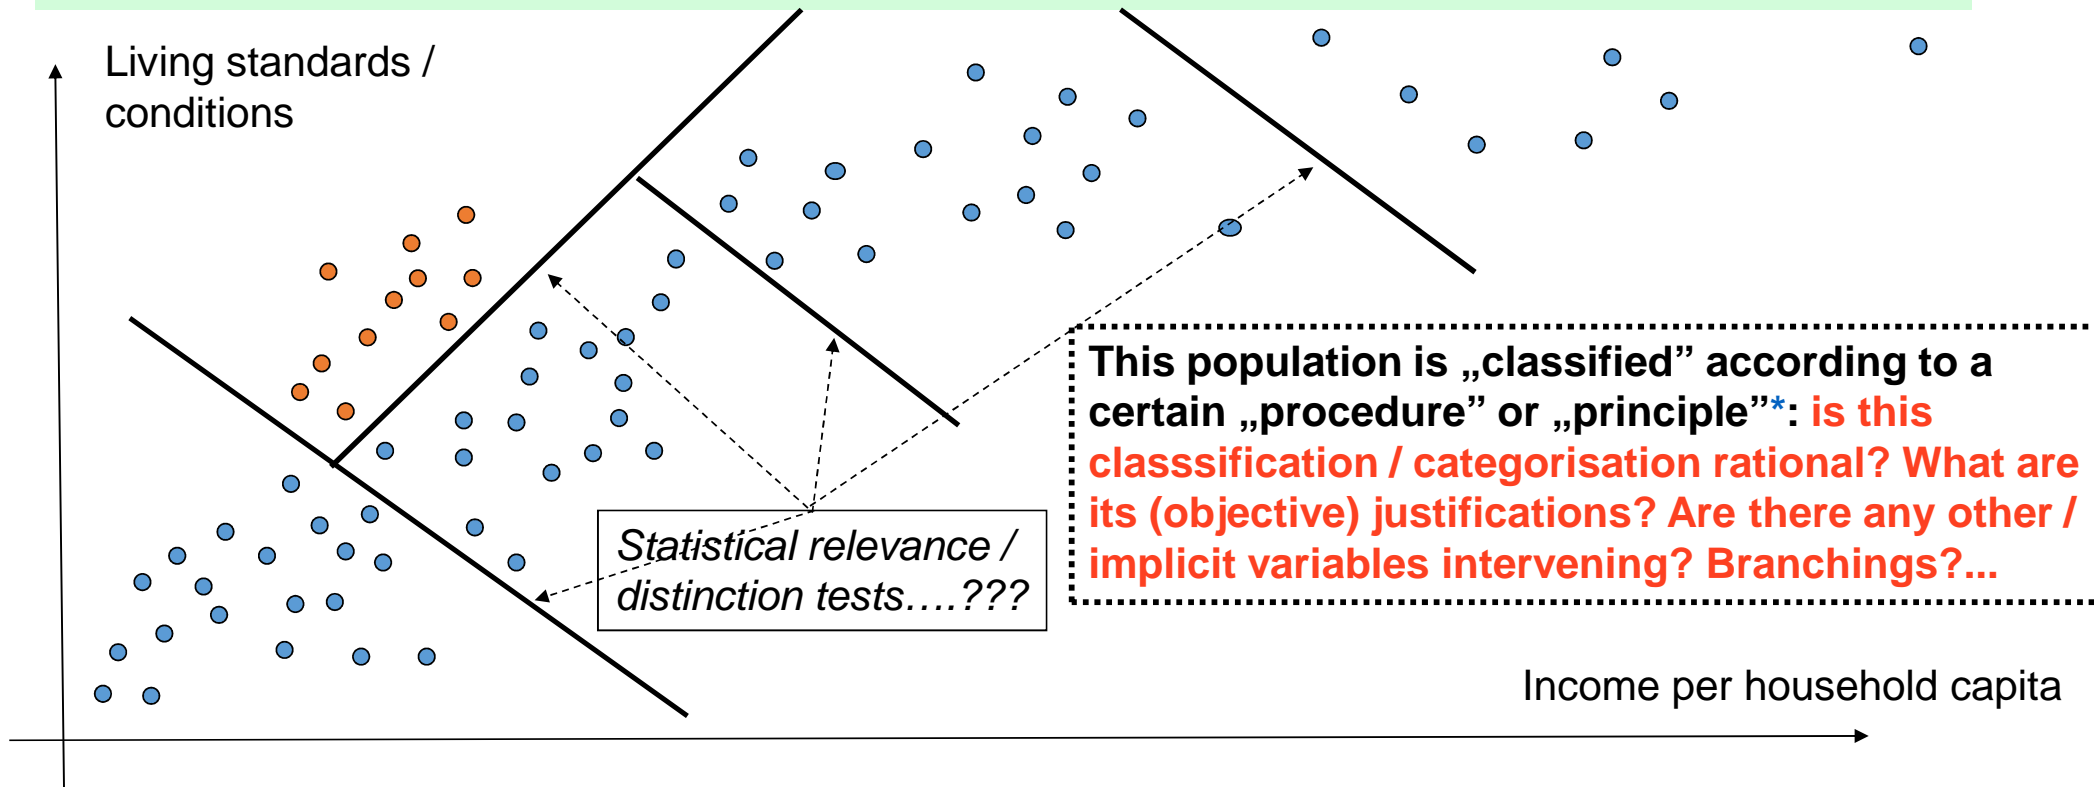 Living standards /
conditions
This population is „classified” according to a
certain „procedure” or „principle”*: is this
classsification / categorisation rational? What are
its (objective) justifications? Are there any other /
implicit variables intervening? Branchings?...
Statistical relevance /
distinction tests….???
Income per household capita